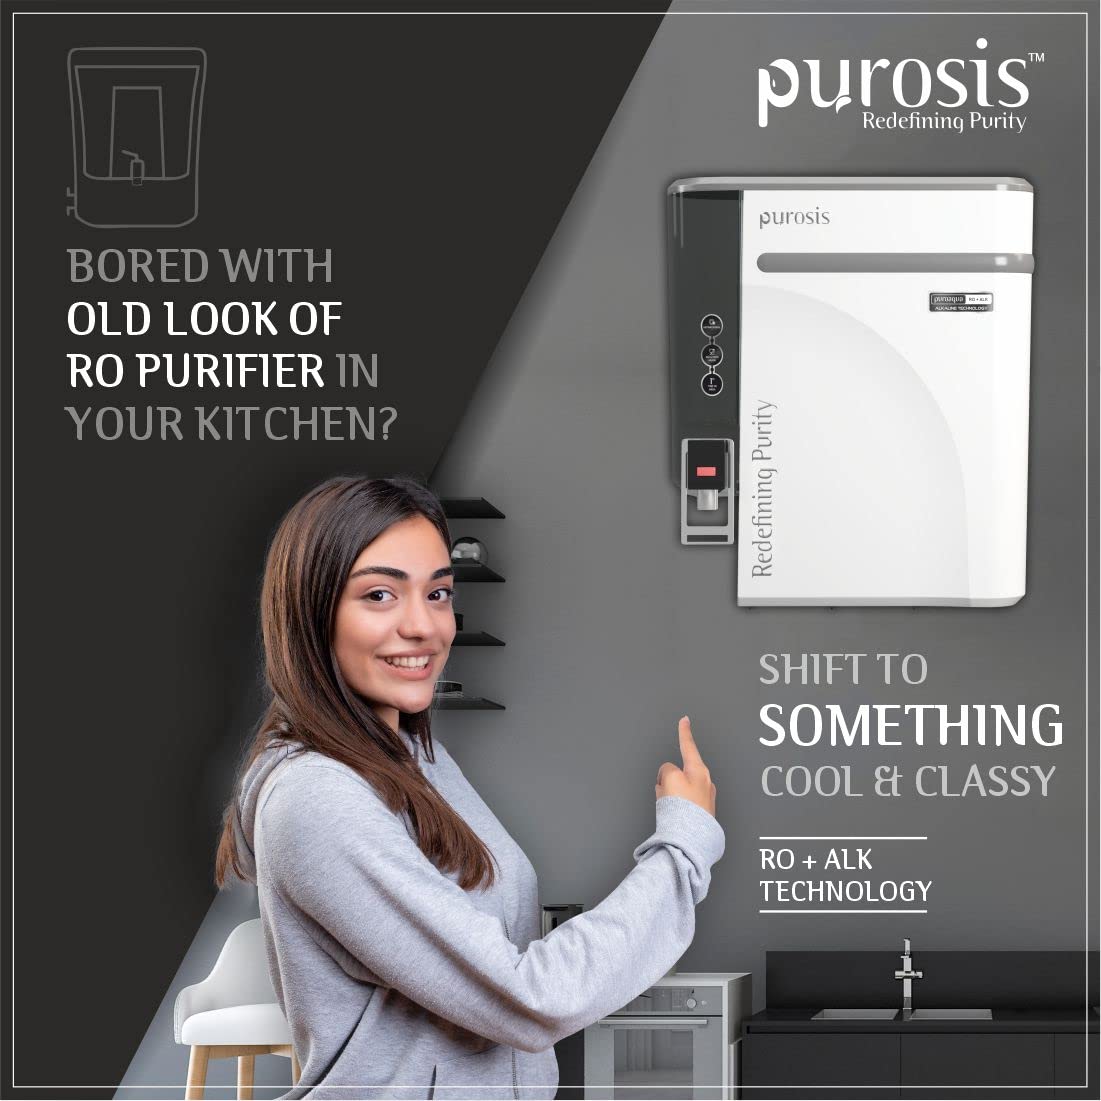 purosis™
Redefining Purity
BORED WITH
OLD LOOK OF
RO PURIFIER IN
YOUR KITCHEN?
purosis
RO + ALK
ALKALINE TECHNOLOGY
Redefining Purity
SHIFT TO
SOMETHING
COOL & CLASSY
RO + ALK
TECHNOLOGY